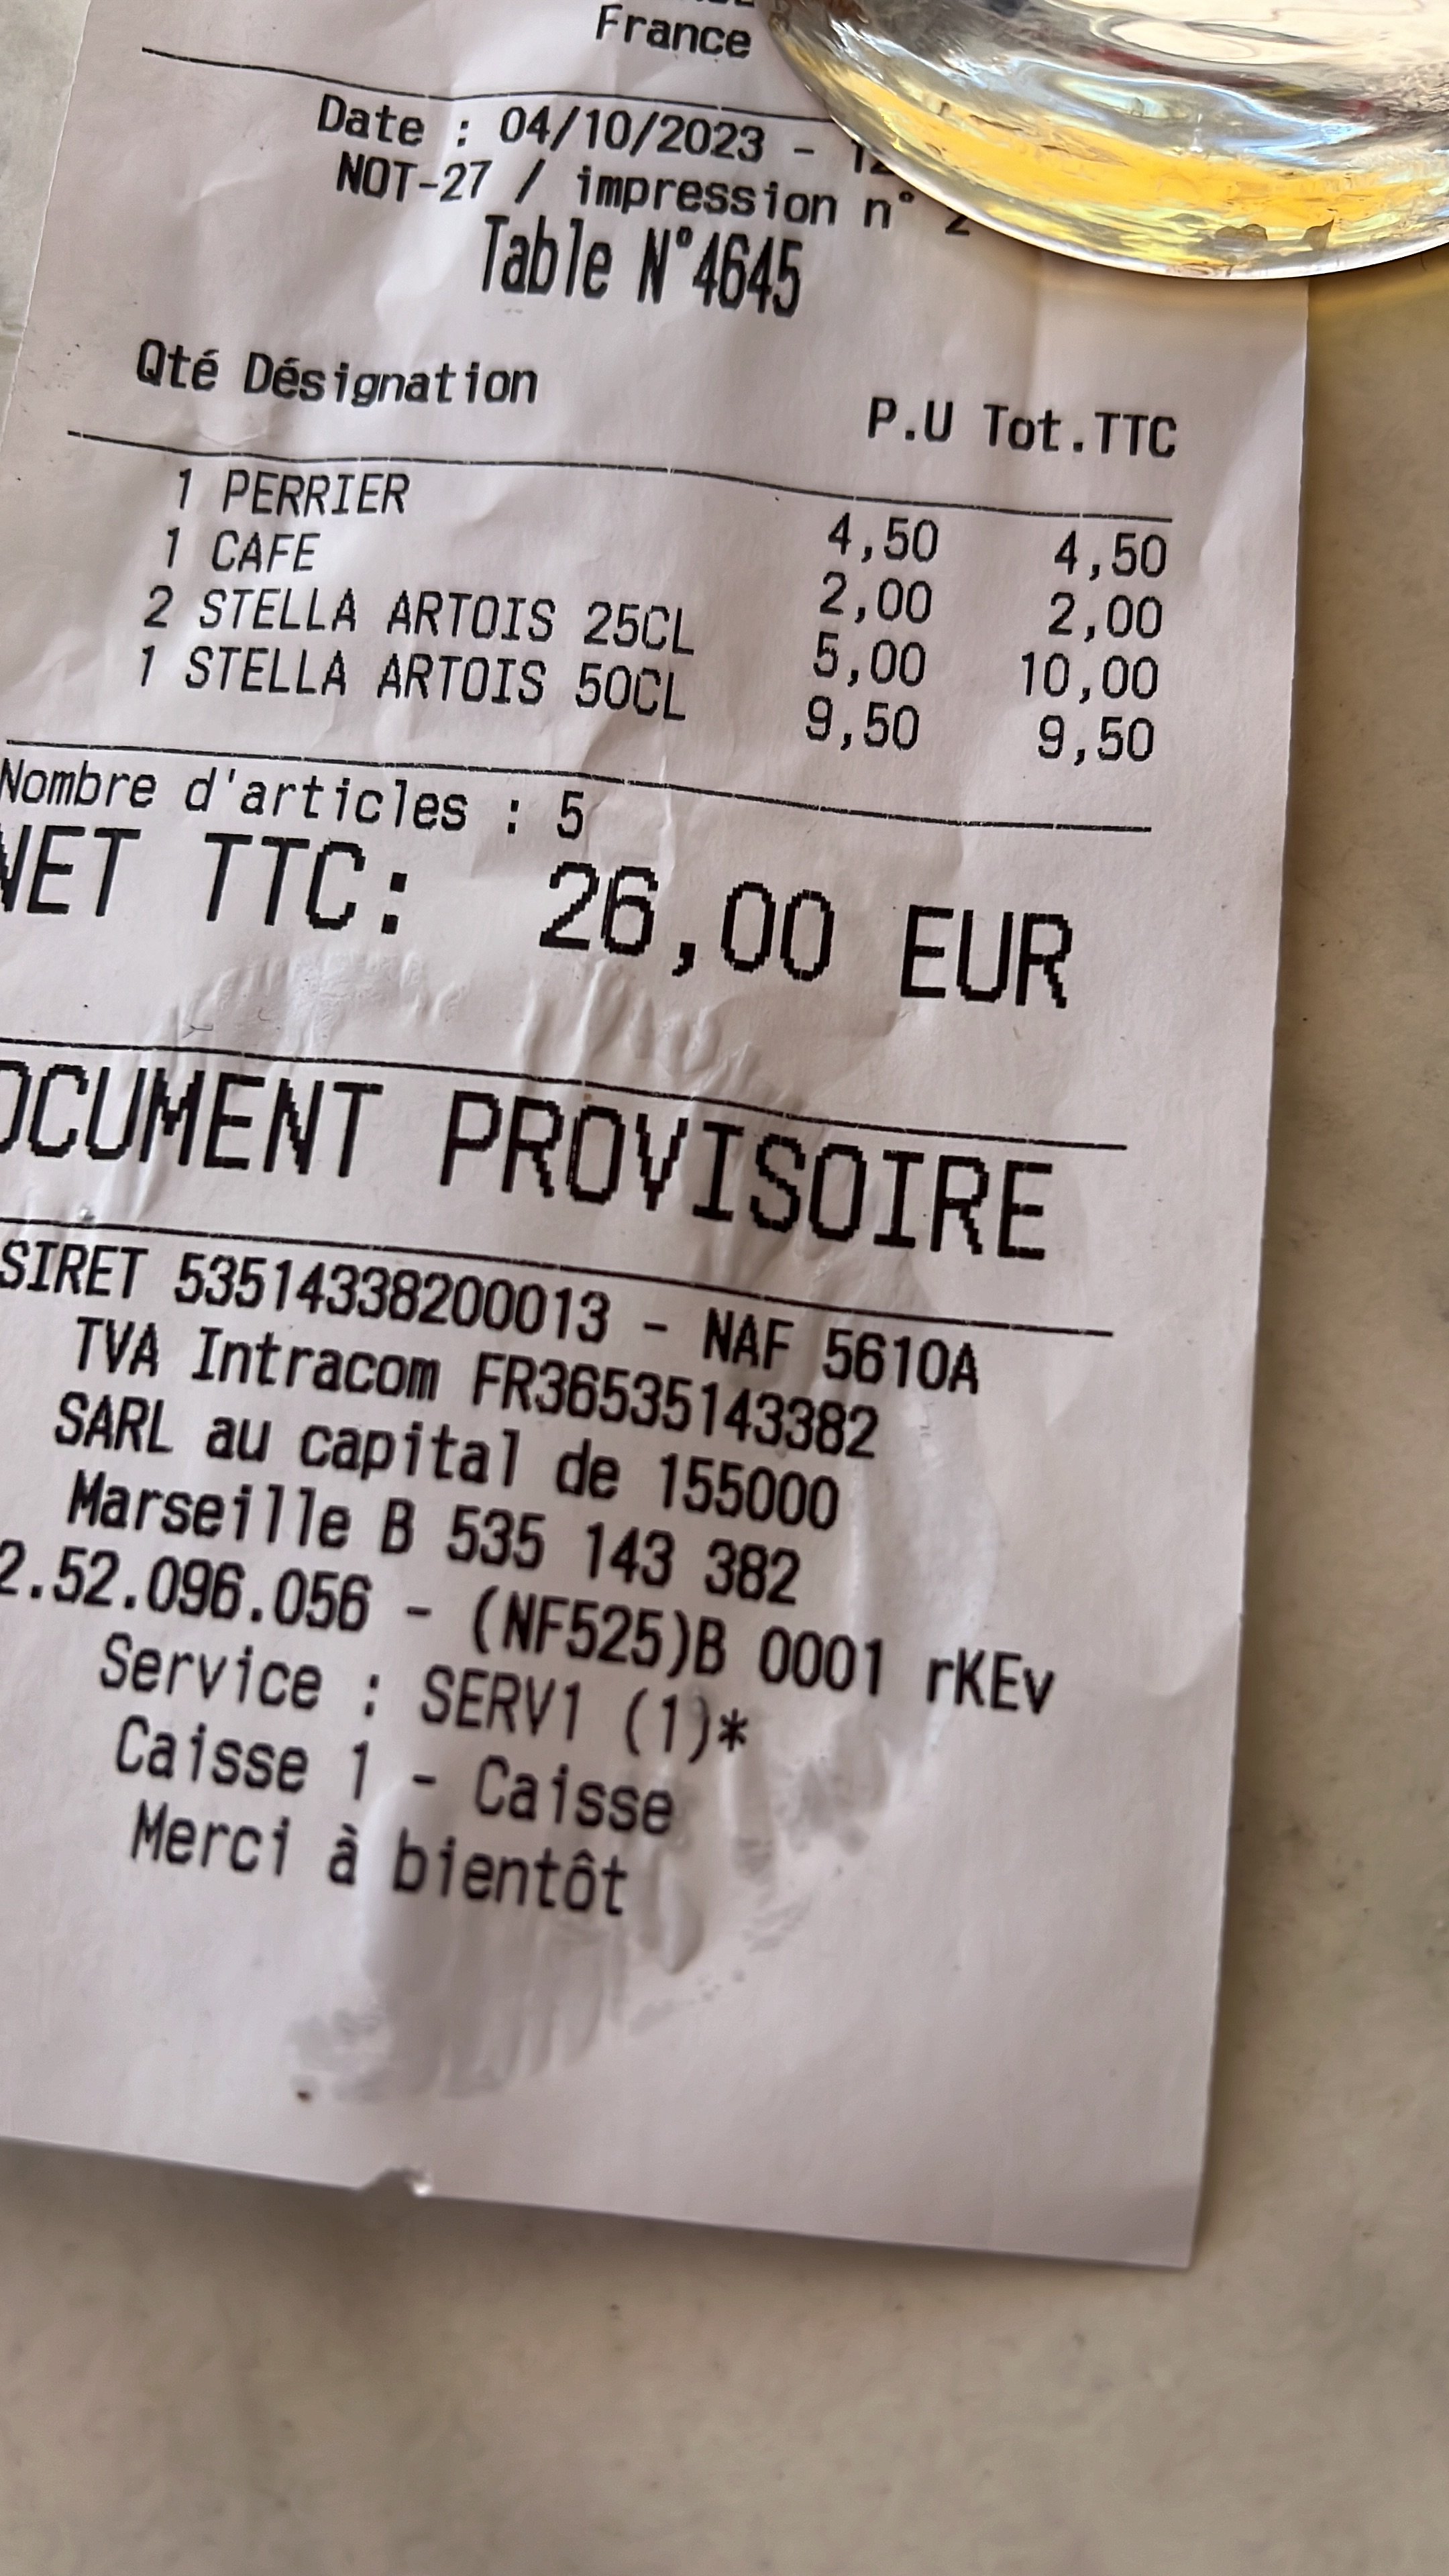 France
Date : 04/10/2023 -
NOT-27 / impression n° 2
Table N°4645
Qté Désignation P.U Tot.TTC
1 PERRIER 4,50 4,50
1 CAFE 2,00 2,00
2 STELLA ARTOIS 25CL 5,00 10,00
1 STELLA ARTOIS 50CL 9,50 9,50
Nombre d'articles : 5
NET TTC: 26,00 EUR
OCUMENT PROVISOIRE
SIRET 53514338200013 - NAF 5610A
TVA Intracom FR36535143382
SARL au capital de 155000
Marseille B 535 143 382
2.52.096.056 - (NF525)B 0001 rKEv
Service : SERV1 (1)*
Caisse 1 - Caisse
Merci à bientôt